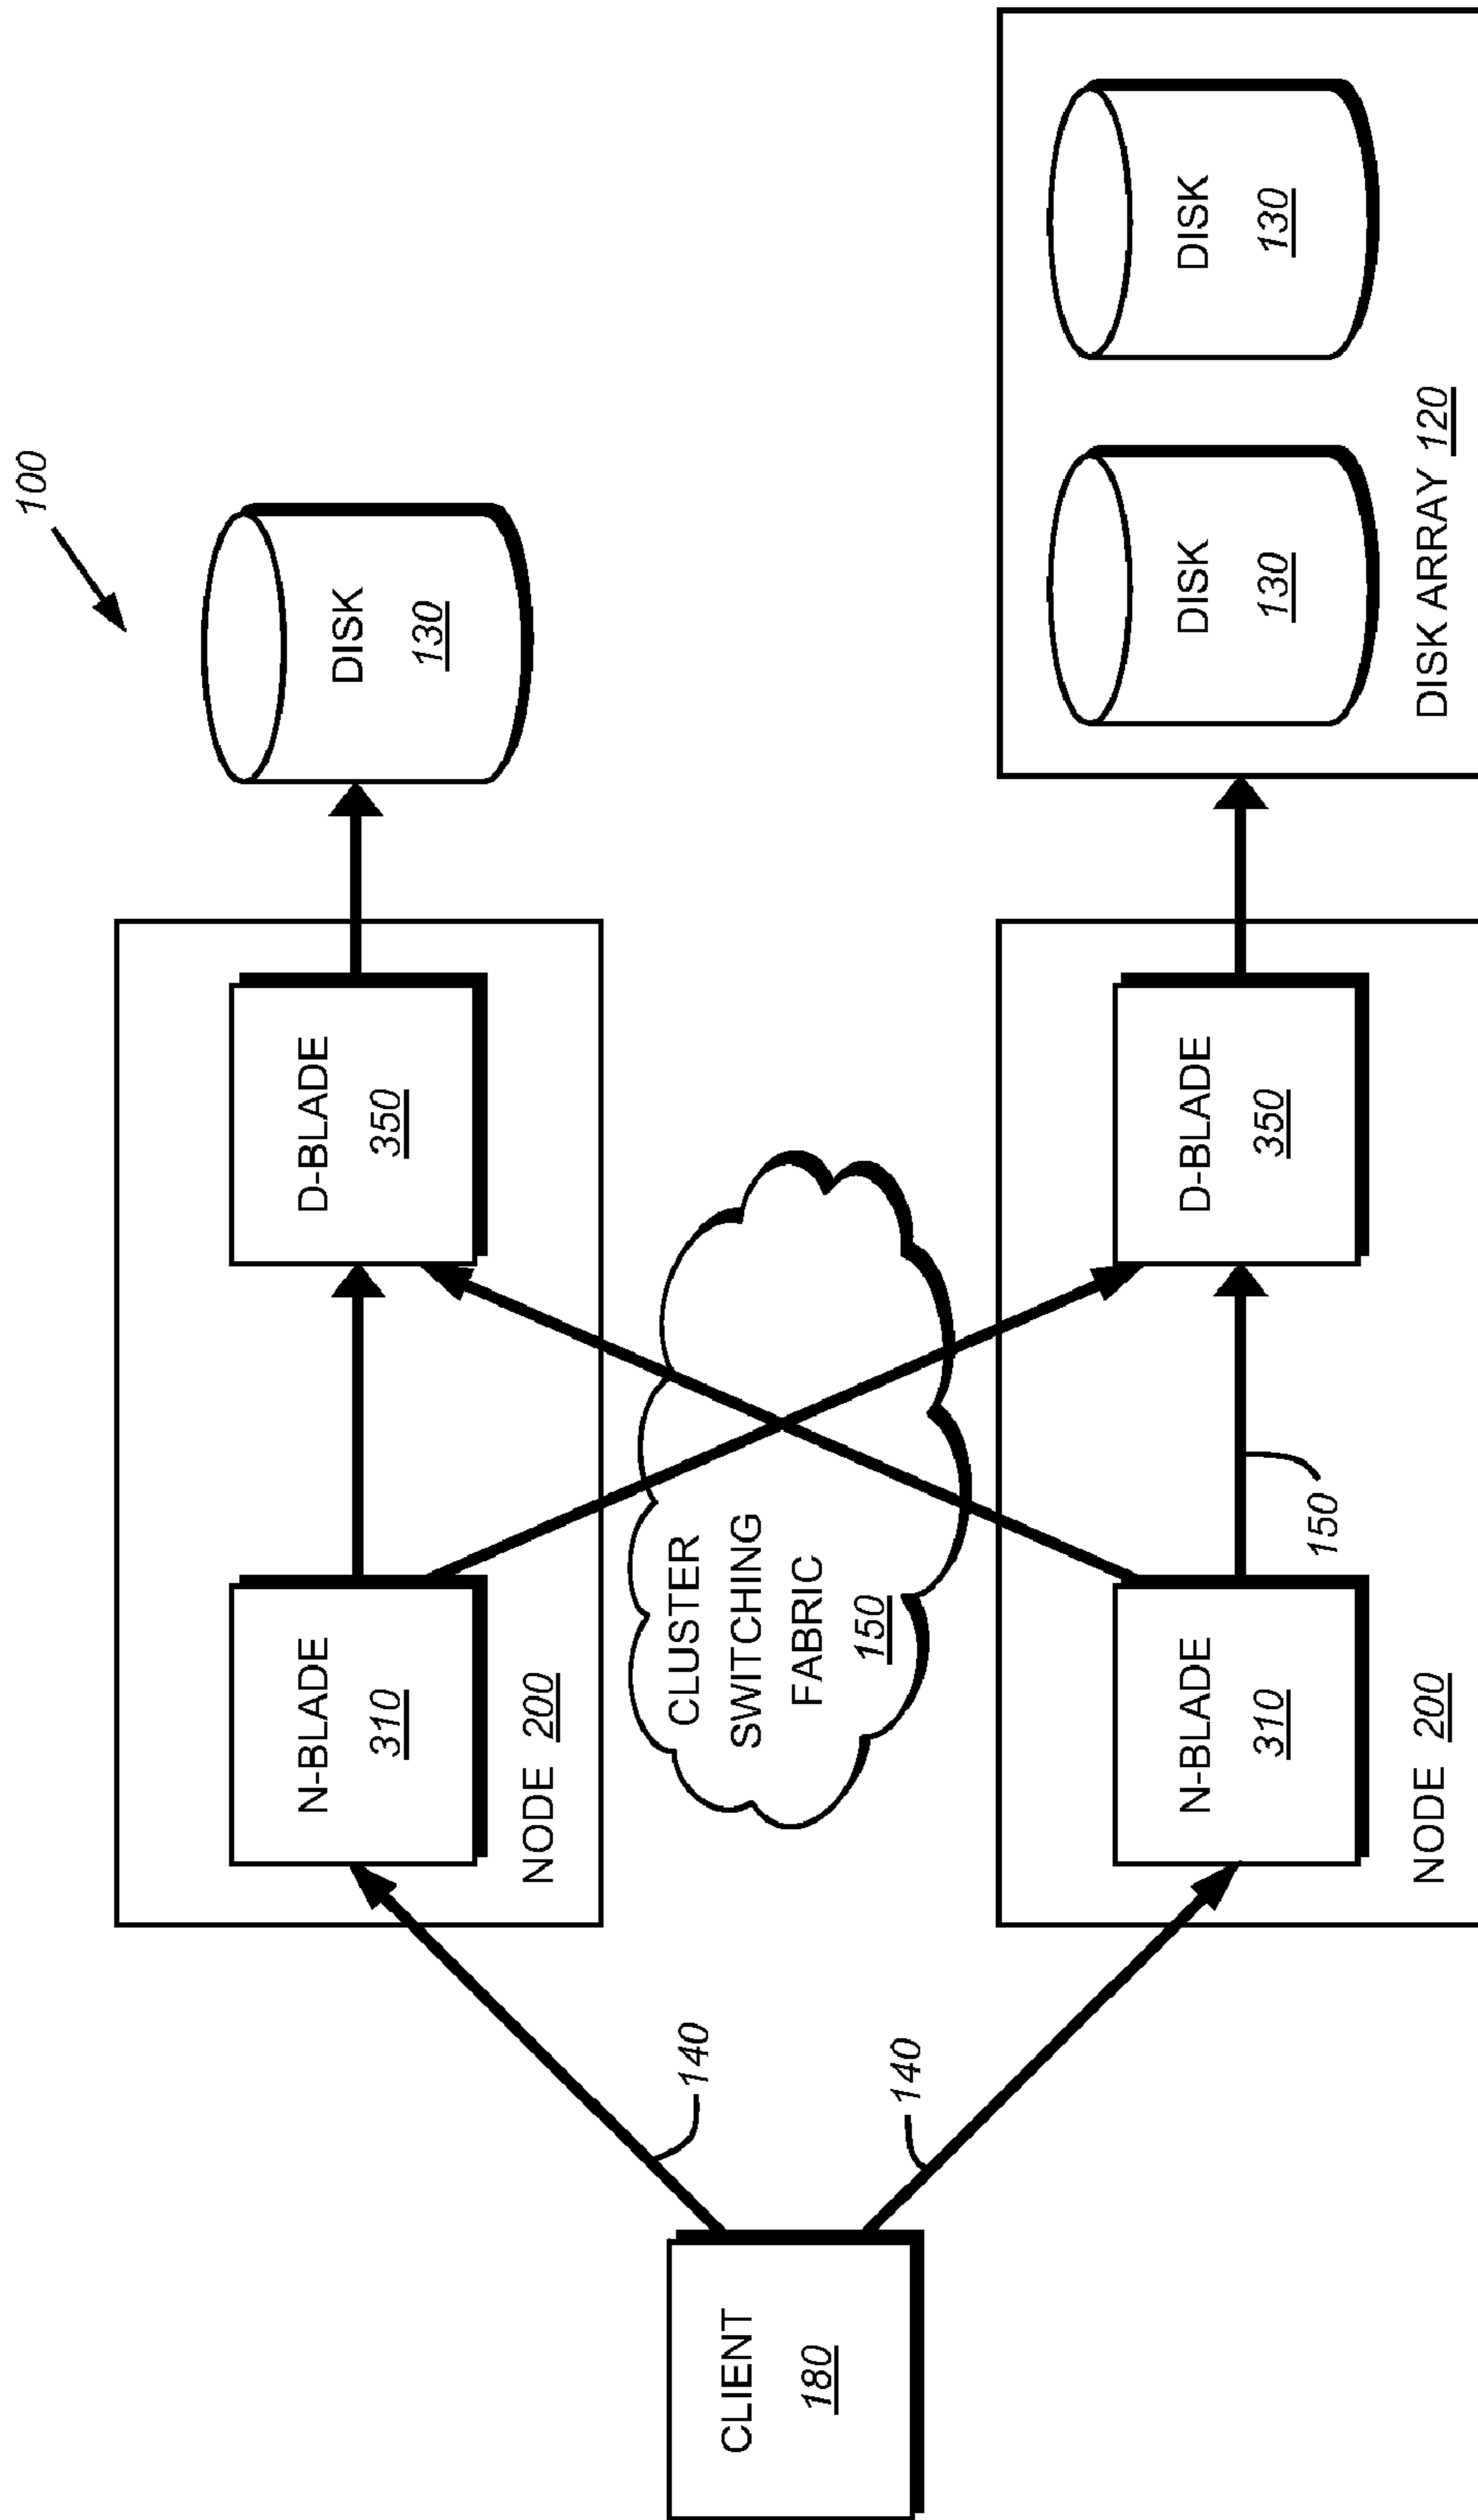 100
N-BLADE
310
D-BLADE
350
DISK
130
NODE 200
CLIENT
180
140
140
CLUSTER
SWITCHING
FABRIC
150
N-BLADE
310
150
D-BLADE
350
DISK
130
DISK
130
NODE 200
DISK ARRAY 120